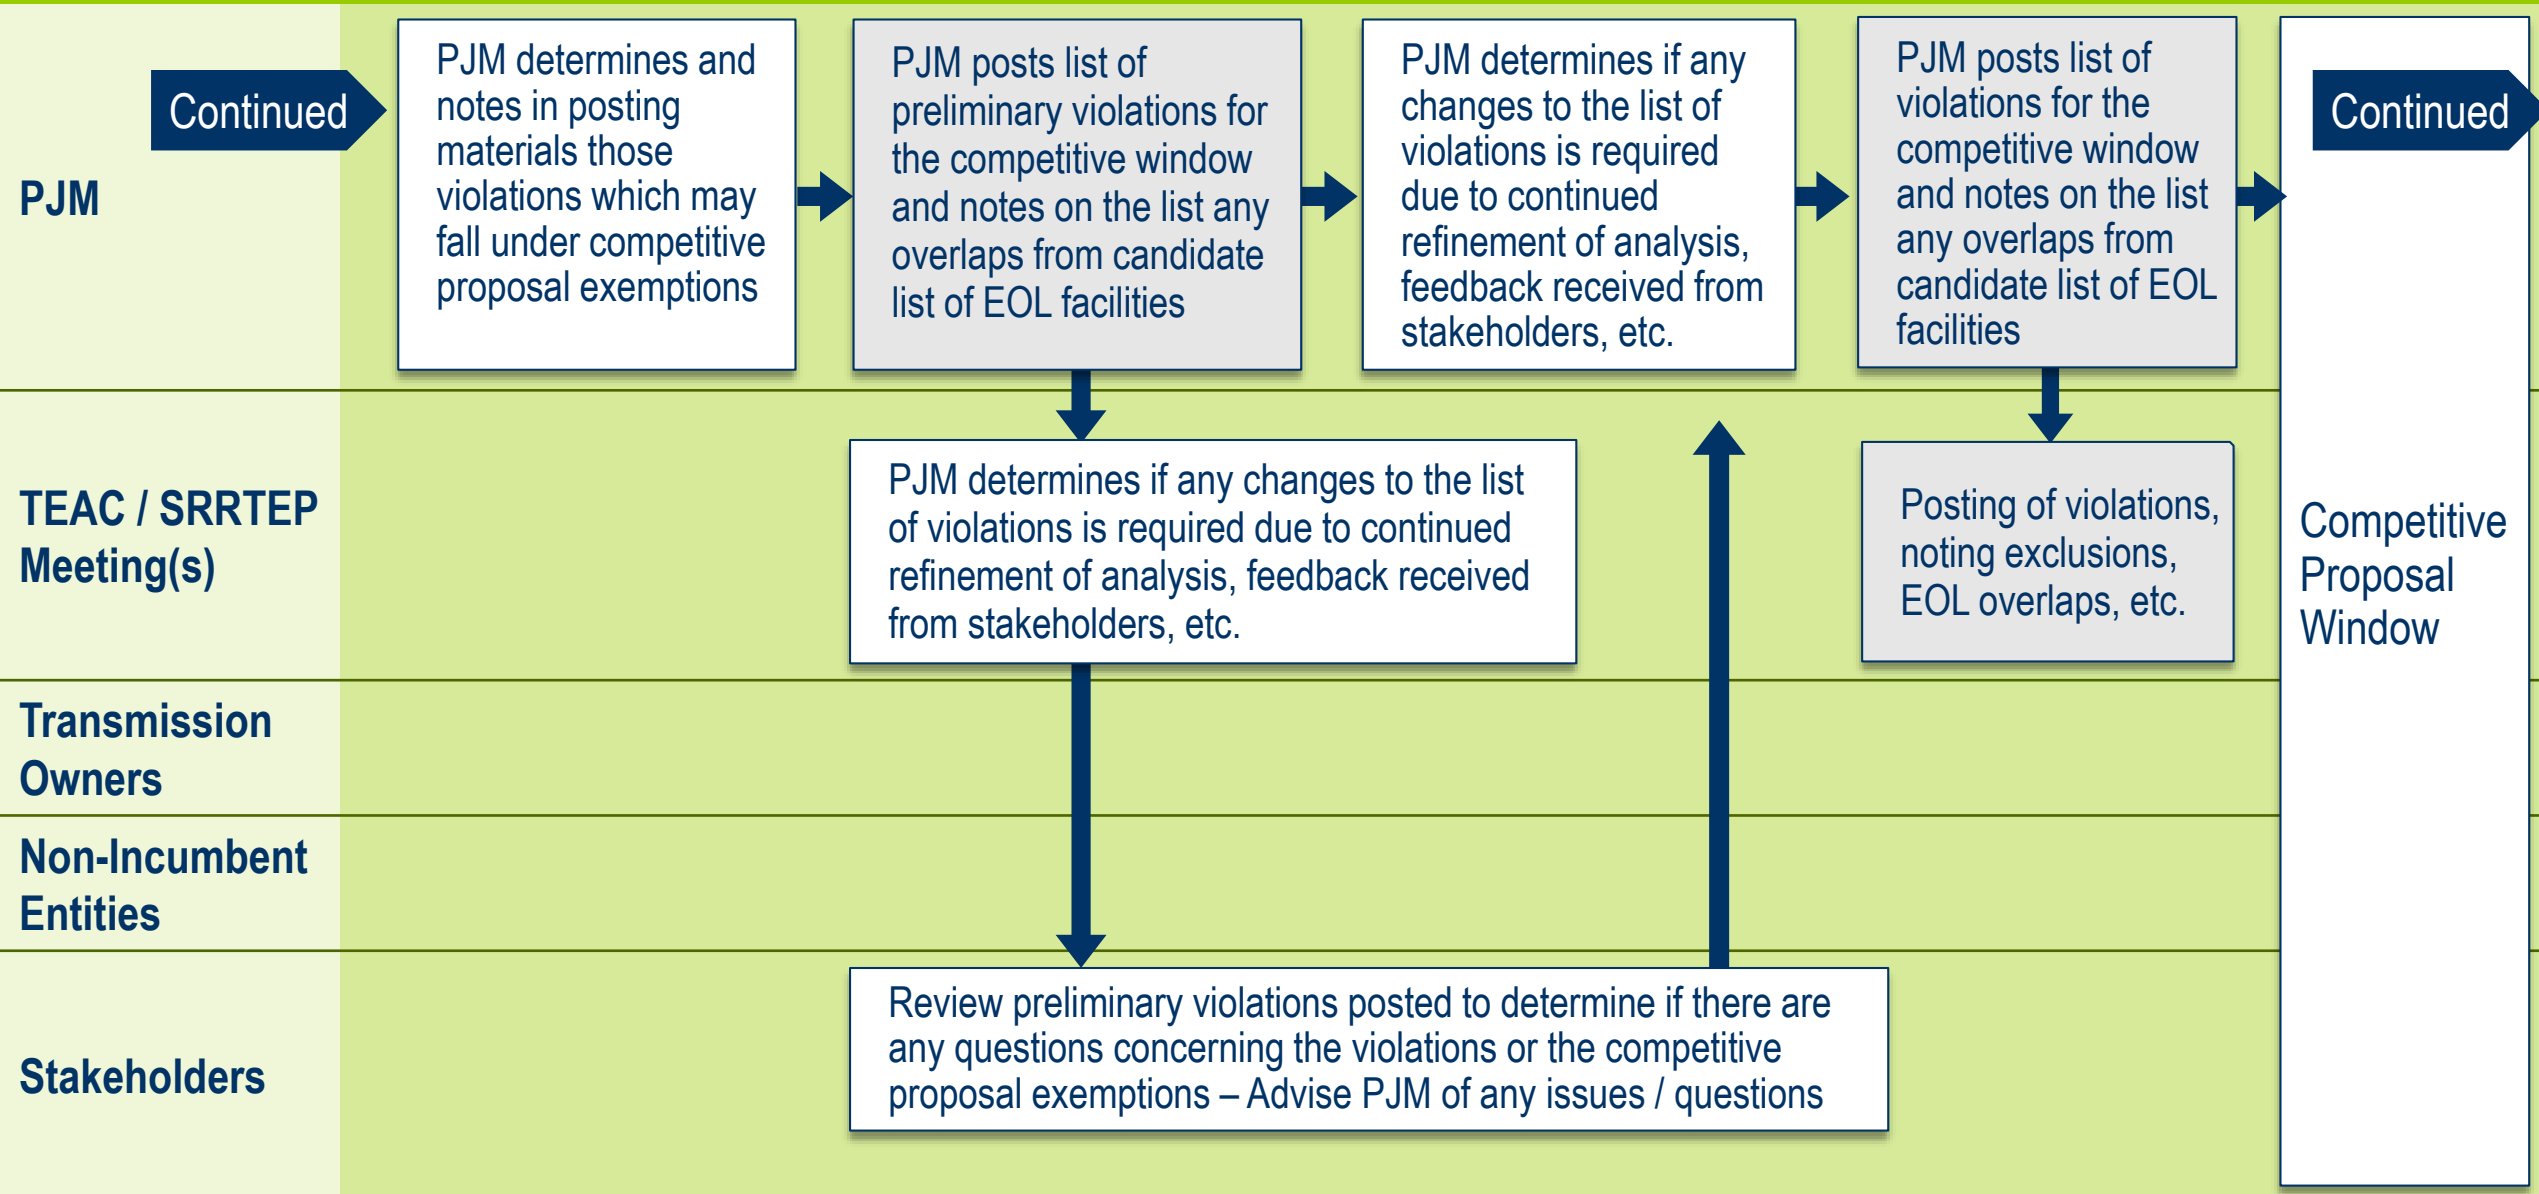 PJM
Continued
PJM determines and
notes in posting
materials those
violations which may
fall under competitive
proposal exemptions
PJM posts list of
preliminary violations for
the competitive window
and notes on the list any
overlaps from candidate
list of EOL facilities
PJM determines if any
changes to the list of
violations is required
due to continued
refinement of analysis,
feedback received from
stakeholders, etc.
PJM posts list of
violations for the
competitive window
and notes on the list
any overlaps from
candidate list of EOL
facilities
Continued
TEAC / SRRTEP
Meeting(s)
PJM determines if any changes to the list
of violations is required due to continued
refinement of analysis, feedback received
from stakeholders, etc.
Posting of violations,
noting exclusions,
EOL overlaps, etc.
Competitive
Proposal
Window
Transmission
Owners
Non-Incumbent
Entities
Stakeholders
Review preliminary violations posted to determine if there are
any questions concerning the violations or the competitive
proposal exemptions – Advise PJM of any issues / questions